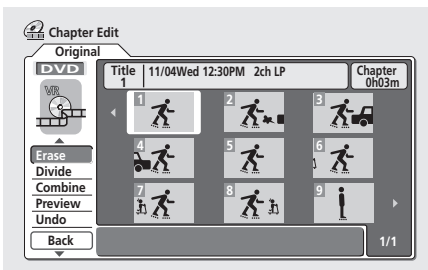 Chapter Edit
Original
DVD
VR
Title 1 11/04Wed 12:30PM 2ch LP Chapter 0h03m
1 2 3
4 5 6
7 8 9
Erase
Divide
Combine
Preview
Undo
Back
1/1